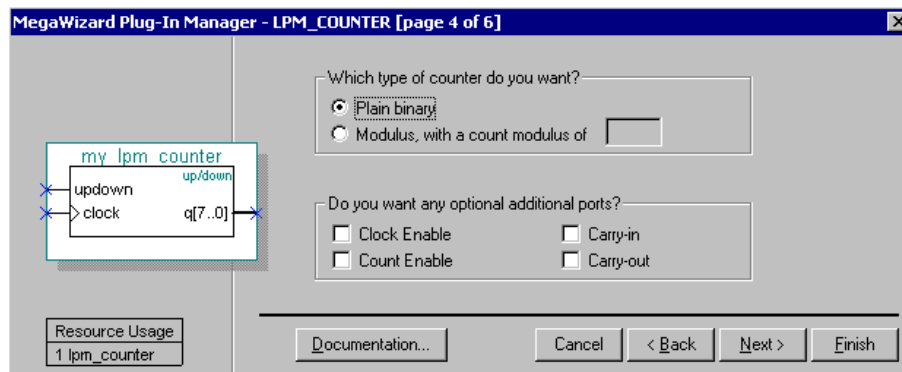 MegaWizard Plug-In Manager - LPM_COUNTER [page 4 of 6]
Which type of counter do you want?
Plain binary
Modulus, with a count modulus of
my lpm counter
up/down
updown
clock
q[7..0]
Do you want any optional additional ports?
Clock Enable
Carry-in
Count Enable
Carry-out
Resource Usage
1 lpm_counter
Documentation...
Cancel
< Back
Next >
Finish